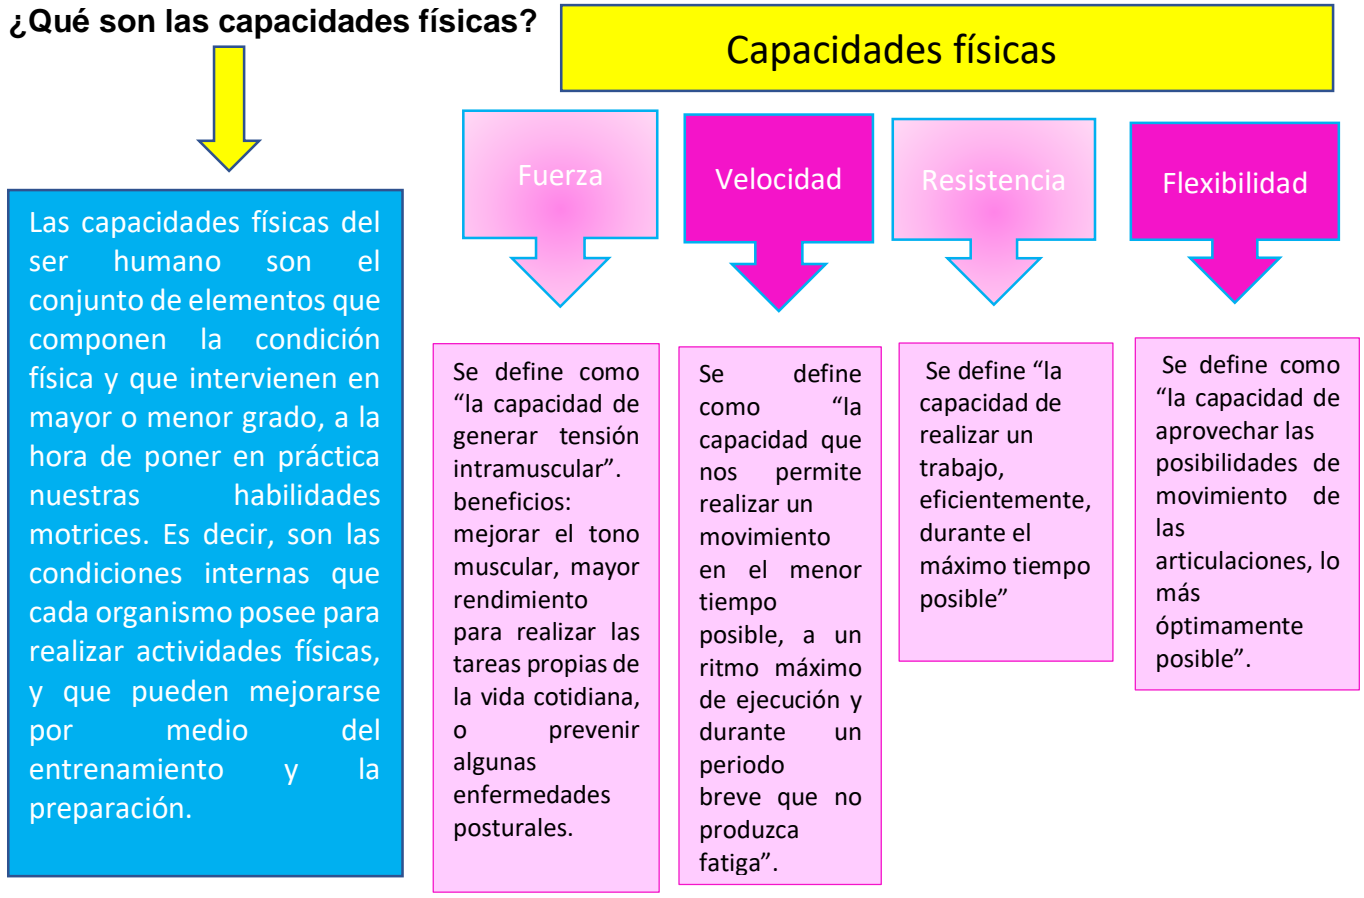 ¿Qué son las capacidades físicas?
Las capacidades físicas del
ser humano son el
conjunto de elementos que
componen la condición
física y que intervienen en
mayor o menor grado, a la
hora de poner en práctica
nuestras habilidades
motrices. Es decir, son las
condiciones internas que
cada organismo posee para
realizar actividades físicas,
y que pueden mejorarse
por medio del
entrenamiento y la
preparación.
Capacidades físicas
Fuerza
Se define como
“la capacidad de
generar tensión
intramuscular”.
beneficios:
mejorar el tono
muscular, mayor
rendimiento
para realizar las
tareas propias de
la vida cotidiana,
o prevenir
algunas
enfermedades
posturales.
Velocidad
Se define
como “la
capacidad que
nos permite
realizar un
movimiento
en el menor
tiempo
posible, a un
ritmo máximo
de ejecución y
durante un
periodo
breve que no
produzca
fatiga”.
Resistencia
Se define “la
capacidad de
realizar un
trabajo,
eficientemente,
durante el
máximo tiempo
posible”
Flexibilidad
Se define como
“la capacidad de
aprovechar las
posibilidades de
movimiento de
las
articulaciones, lo
más
óptimamente
posible”.